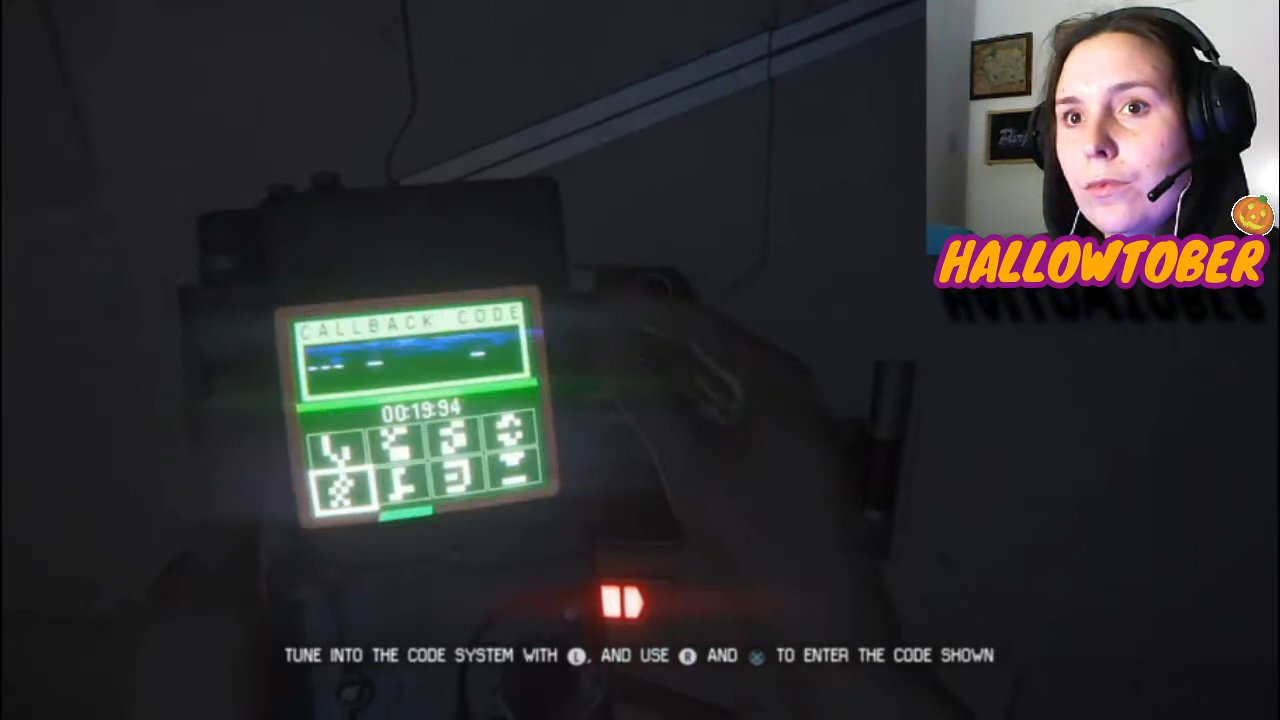 HALLOWTOBER
CALLBACK CODE
00:19:94
TUNE INTO THE CODE SYSTEM WITH L, AND USE R AND X TO ENTER THE CODE SHOWN